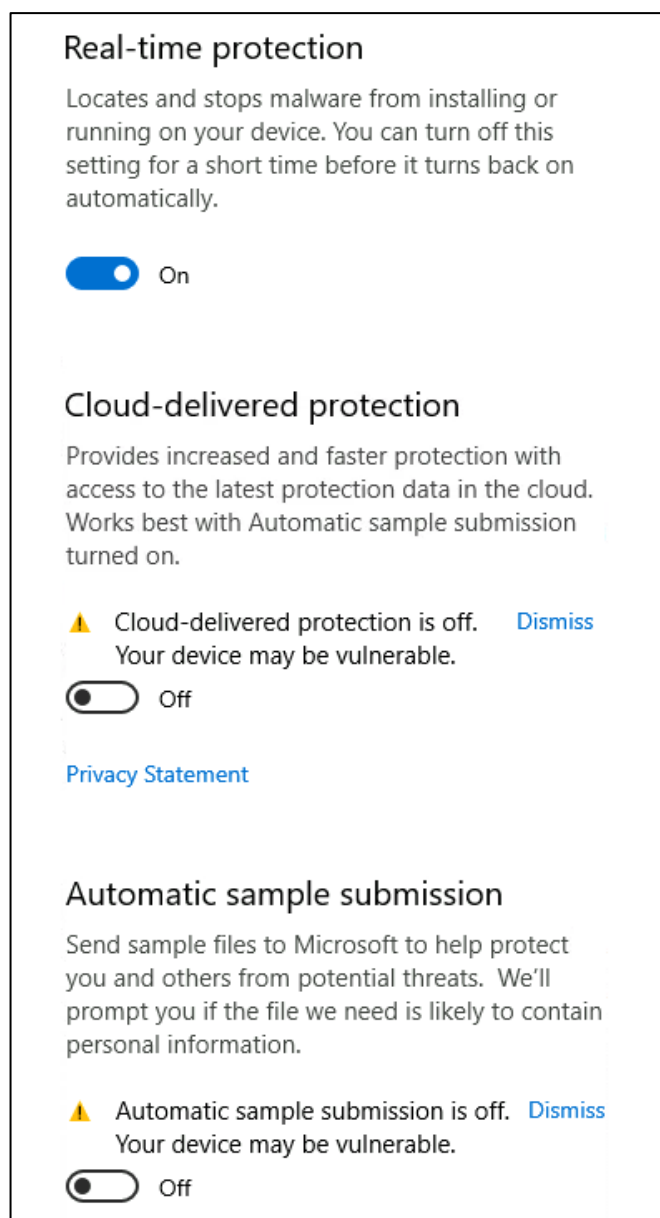 Real-time protection
Locates and stops malware from installing or
running on your device. You can turn off this
setting for a short time before it turns back on
automatically.
On
Cloud-delivered protection
Provides increased and faster protection with
access to the latest protection data in the cloud.
Works best with Automatic sample submission
turned on.
Cloud-delivered protection is off. Dismiss
Your device may be vulnerable.
Off
Privacy Statement
Automatic sample submission
Send sample files to Microsoft to help protect
you and others from potential threats. We'll
prompt you if the file we need is likely to contain
personal information.
Automatic sample submission is off. Dismiss
Your device may be vulnerable.
Off